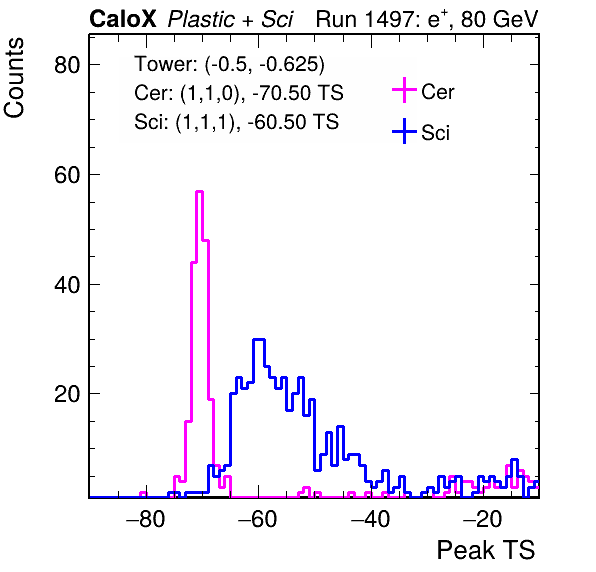 CaloX Plastic + Sci Run 1497: e+, 80 GeV
Counts
Tower: (-0.5, -0.625)
Cer: (1,1,0), -70.50 TS
Sci: (1,1,1), -60.50 TS
Cer
Sci
80
60
40
20
−80 −60 −40 −20
Peak TS